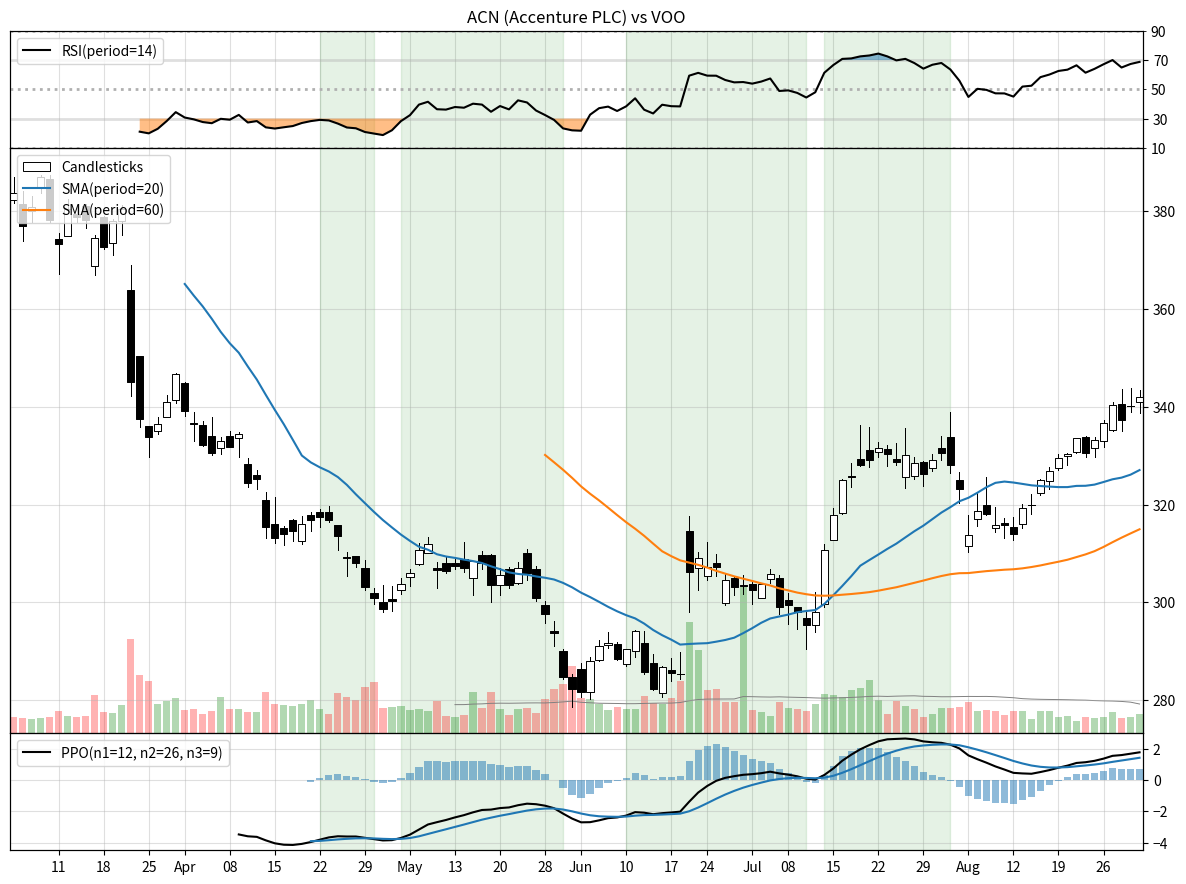 ACN (Accenture PLC) vs VOO
RSI(period=14)
90
70
50
30
10
Candlesticks
SMA(period=20)
SMA(period=60)
380
360
340
320
300
280
PPO(n1=12, n2=26, n3=9)
2
0
−2
−4
11 18 25 Apr 08 15 22 29 May 13 20 28 Jun 10 17 24 Jul 08 15 22 29 Aug 12 19 26